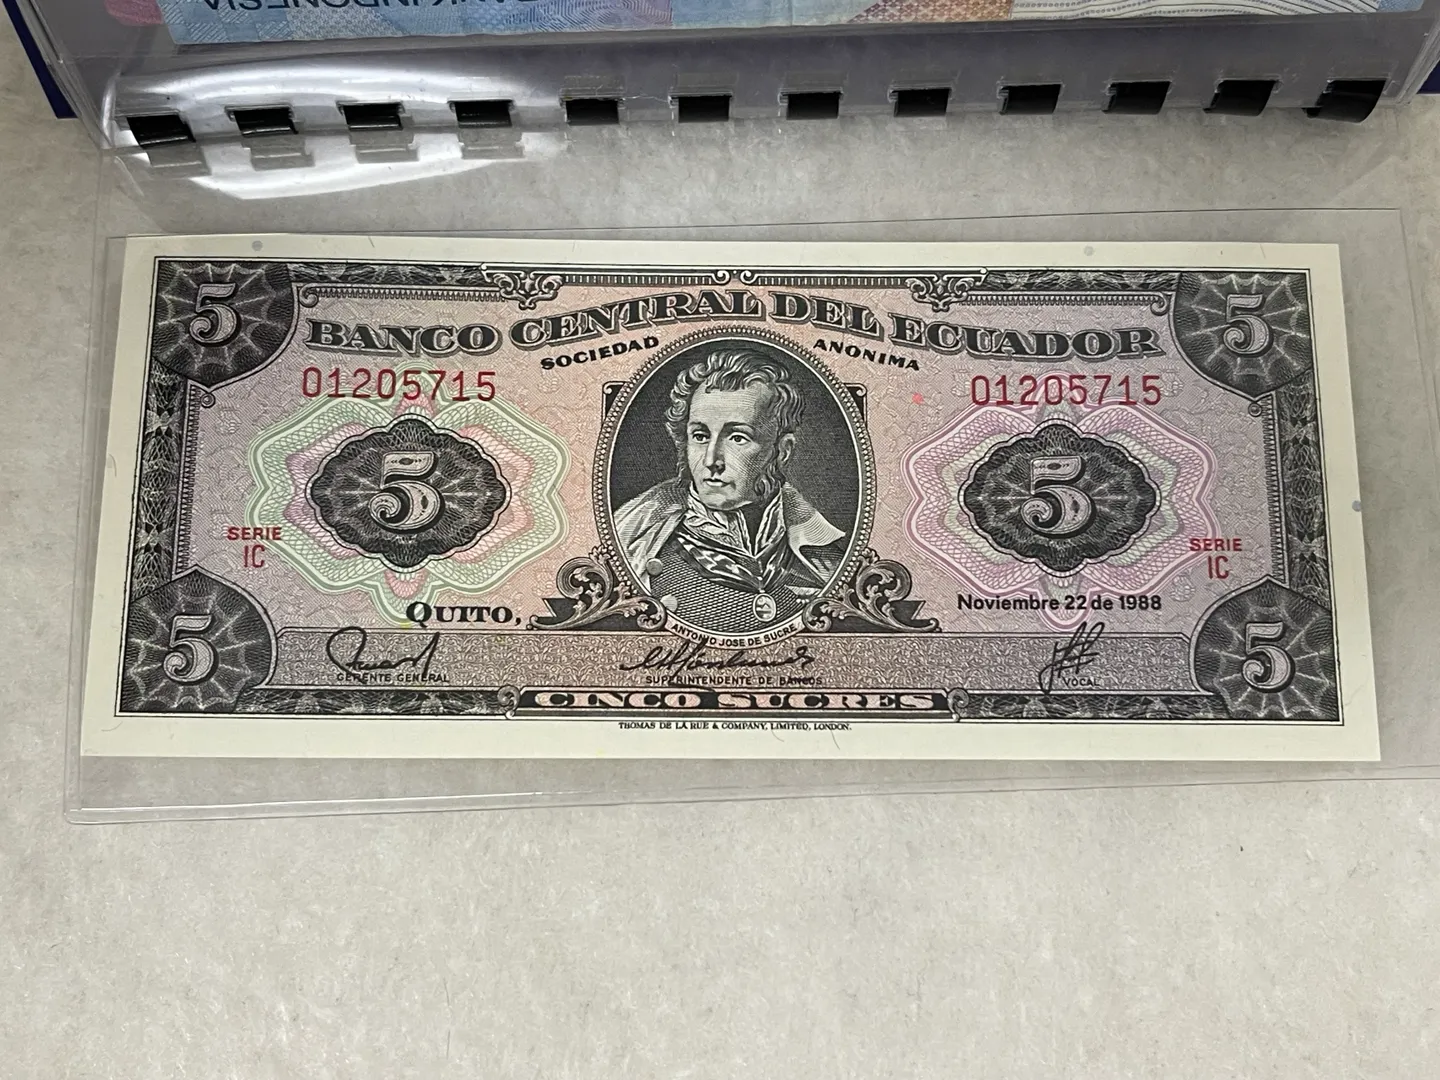 BANK INDONESIA
5 5
BANCO CENTRAL DEL ECUADOR
SOCIEDAD ANONIMA
01205715 01205715
5 5
SERIE SERIE
IC IC
QUITO, Noviembre 22 de 1988
ANTONIO JOSE DE SUCRE
5 5
GERENTE GENERAL SUPERINTENDENTE DE BANCOS VOCAL
CINCO SUCRES
THOMAS DE LA RUE & COMPANY, LIMITED, LONDON.